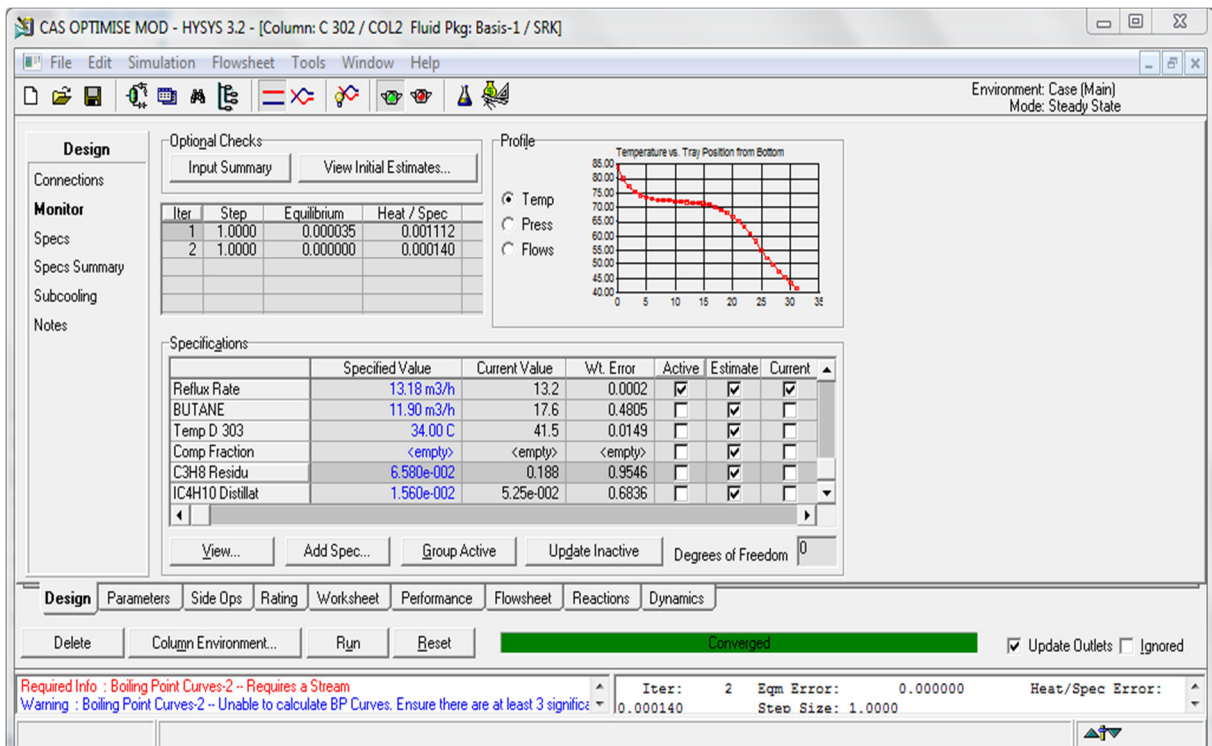 CAS OPTIMISE MOD - HYSYS 3.2 - [Column: C 302 / COL2 Fluid Pkg: Basis-1 / SRK]
File Edit Simulation Flowsheet Tools Window Help
Environment: Case (Main)
Mode: Steady State
Design
Connections
Monitor
Specs
Specs Summary
Subcooling
Notes
Optional Checks
Input Summary View Initial Estimates...
Iter Step Equilibrium Heat / Spec
1 1.0000 0.000035 0.001112
2 1.0000 0.000000 0.000140
Profile
Temp
Press
Flows
Temperature vs. Tray Position from Bottom
85.00
80.00
75.00
70.00
65.00
60.00
55.00
50.00
45.00
40.00
0 5 10 15 20 25 30 35
Specifications
Specified Value Current Value Wt. Error Active Estimate Current
Reflux Rate 13.18 m3/h 13.2 0.0002
BUTANE 11.90 m3/h 17.6 0.4805
Temp D 303 34.00 C 41.5 0.0149
Comp Fraction <empty> <empty> <empty>
C3H8 Residu 6.580e-002 0.188 0.9546
IC4H10 Distillat 1.560e-002 5.25e-002 0.6836
View... Add Spec... Group Active Update Inactive Degrees of Freedom 0
Design Parameters Side Ops Rating Worksheet Performance Flowsheet Reactions Dynamics
Delete Column Environment... Run Reset Converged Update Outlets Ignored
Required Info : Boiling Point Curves-2 -- Requires a Stream
Warning : Boiling Point Curves-2 -- Unable to calculate BP Curves. Ensure there are at least 3 significa
Iter: 2 Eqm Error: 0.000000 Heat/Spec Error:
0.000140 Step Size: 1.0000